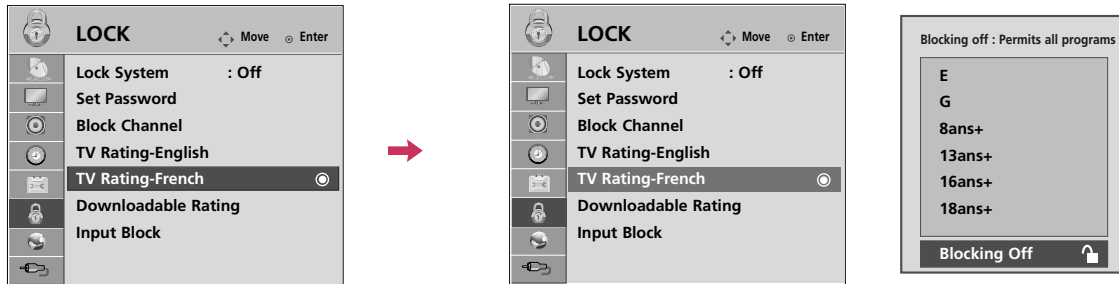 LOCK Move Enter
Lock System : Off
Set Password
Block Channel
TV Rating-English
TV Rating-French
Downloadable Rating
Input Block
LOCK Move Enter
Lock System : Off
Set Password
Block Channel
TV Rating-English
TV Rating-French
Downloadable Rating
Input Block
Blocking off : Permits all programs
E
G
8ans+
13ans+
16ans+
18ans+
Blocking Off